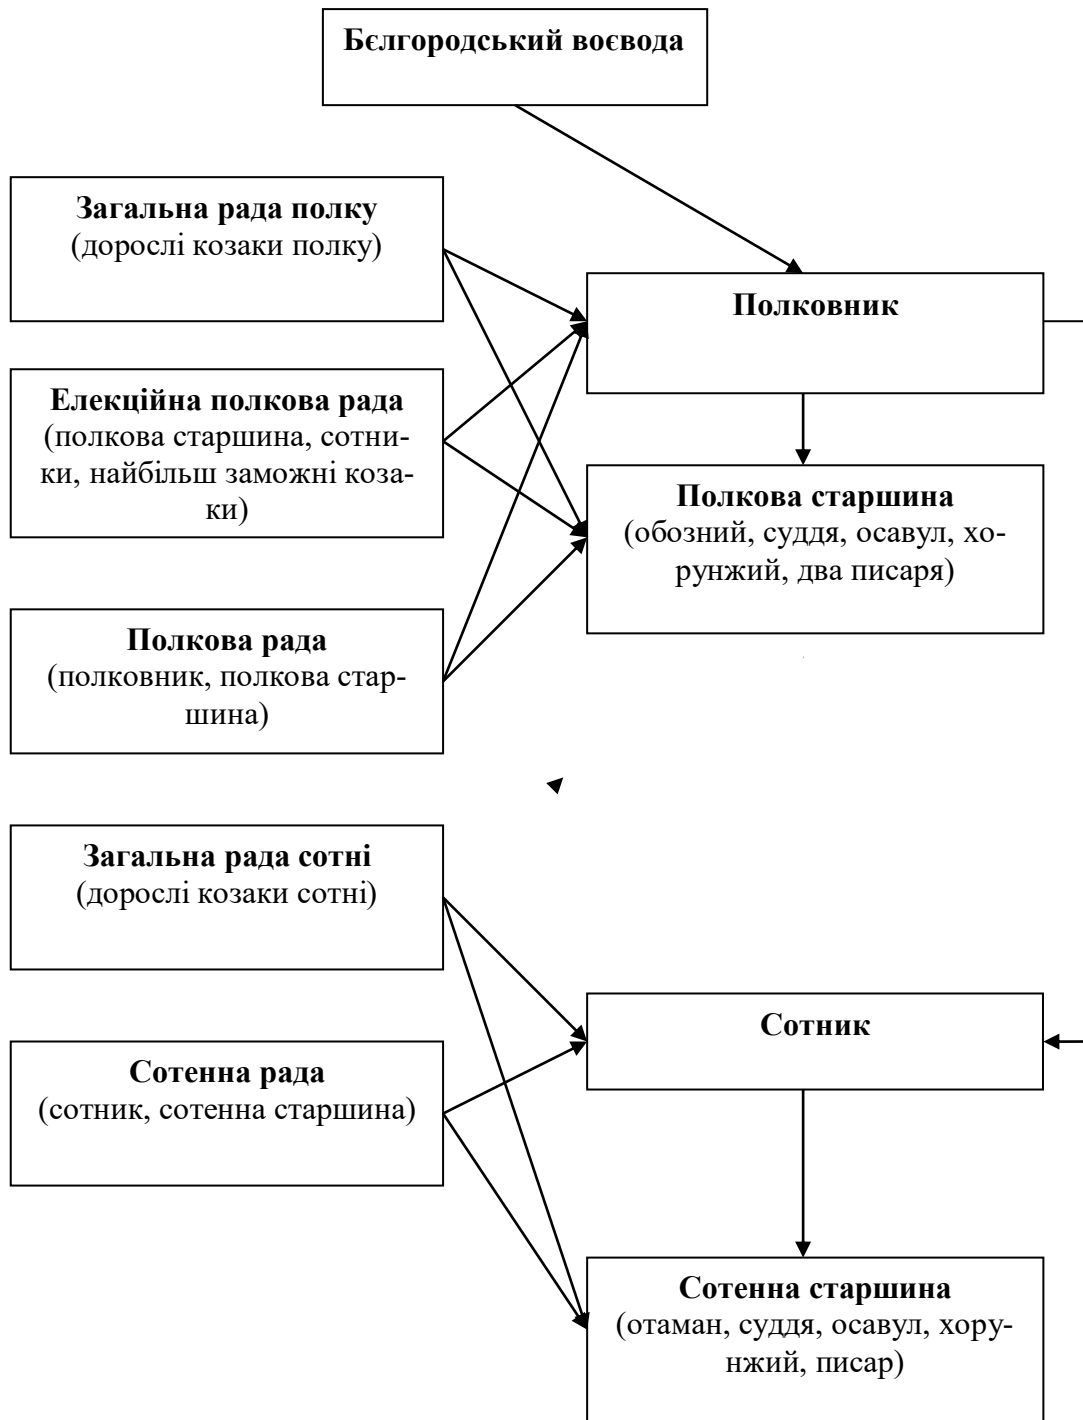 Бєлгородський воєвода
Загальна рада полку
(дорослі козаки полку)
Полковник
Елекційна полкова рада
(полкова старшина, сотни-
ки, найбільш заможні коза-
ки)
Полкова старшина
(обозний, суддя, осавул, хо-
рунжий, два писаря)
Полкова рада
(полковник, полкова стар-
шина)
Загальна рада сотні
(дорослі козаки сотні)
Сотник
Сотенна рада
(сотник, сотенна старшина)
Сотенна старшина
(отаман, суддя, осавул, хору-
нжий, писар)